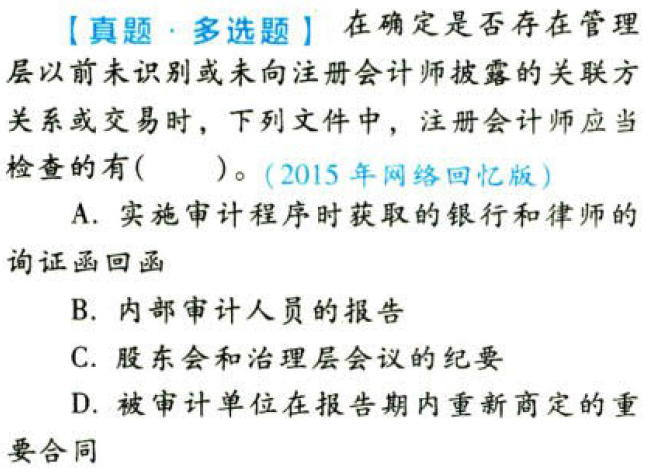 【真题·多选题】 在确定是否存在管理
层以前未识别或未向注册会计师披露的关联方
关系或交易时，下列文件中，注册会计师应当
检查的有(　　)。(2015 年网络回忆版)
A. 实施审计程序时获取的银行和律师的
询证函回函
B. 内部审计人员的报告
C. 股东会和治理层会议的纪要
D. 被审计单位在报告期内重新商定的重
要合同